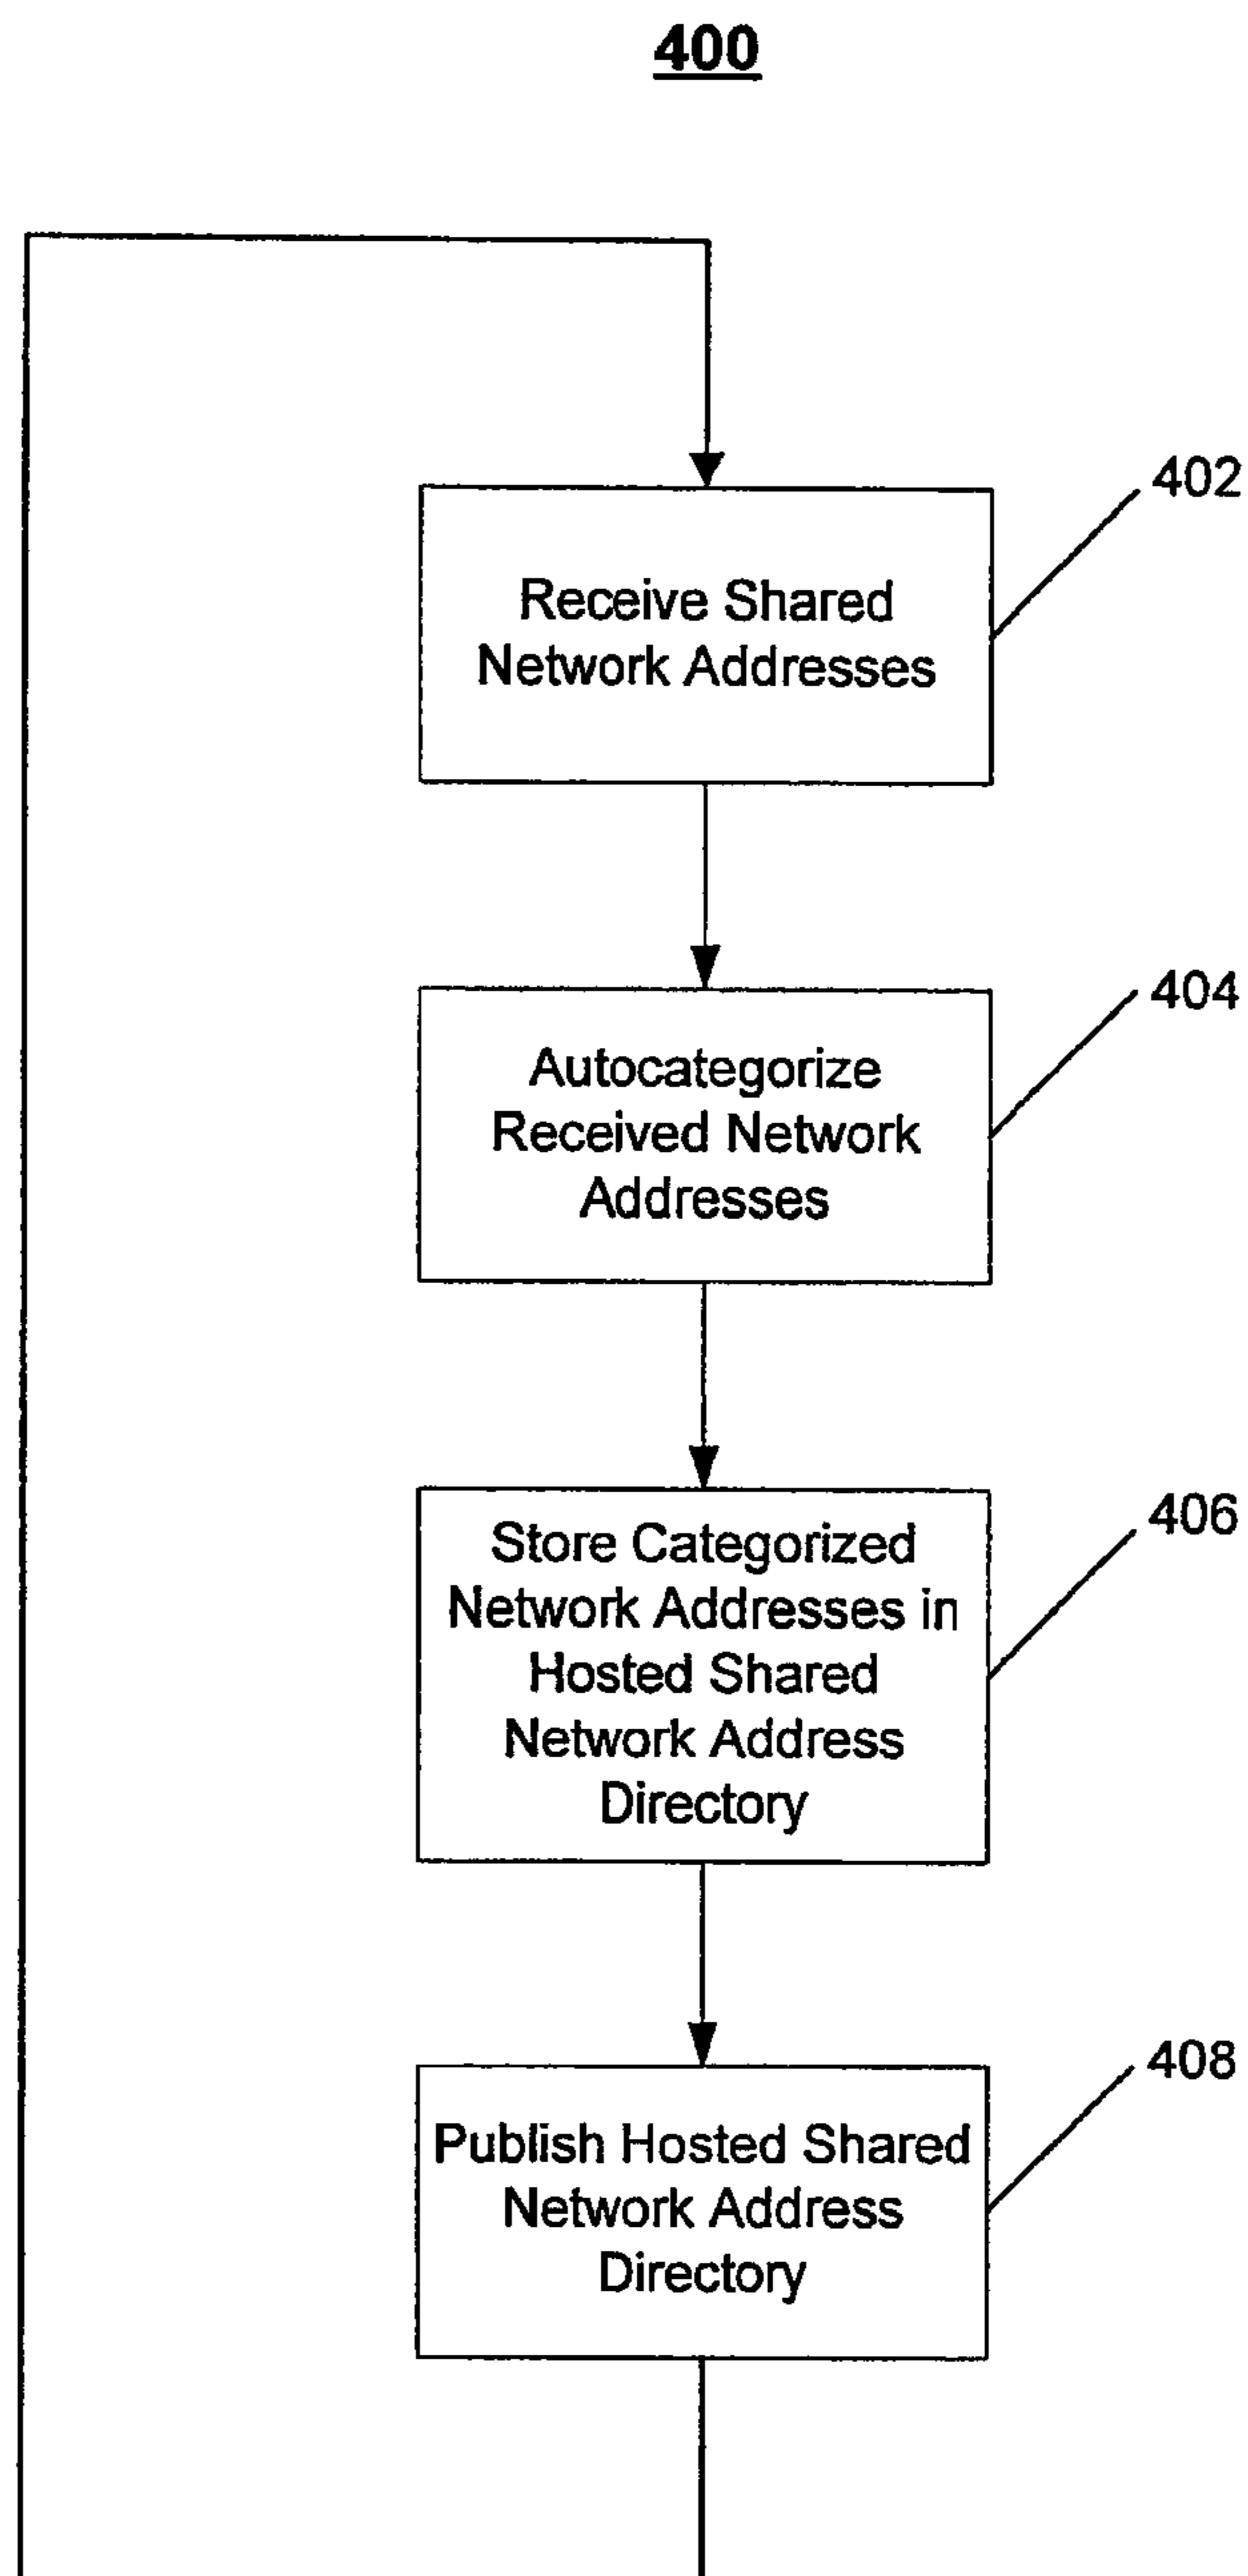 400
402
Receive Shared
Network Addresses
404
Autocategorize
Received Network
Addresses
406
Store Categorized
Network Addresses in
Hosted Shared
Network Address
Directory
408
Publish Hosted Shared
Network Address
Directory